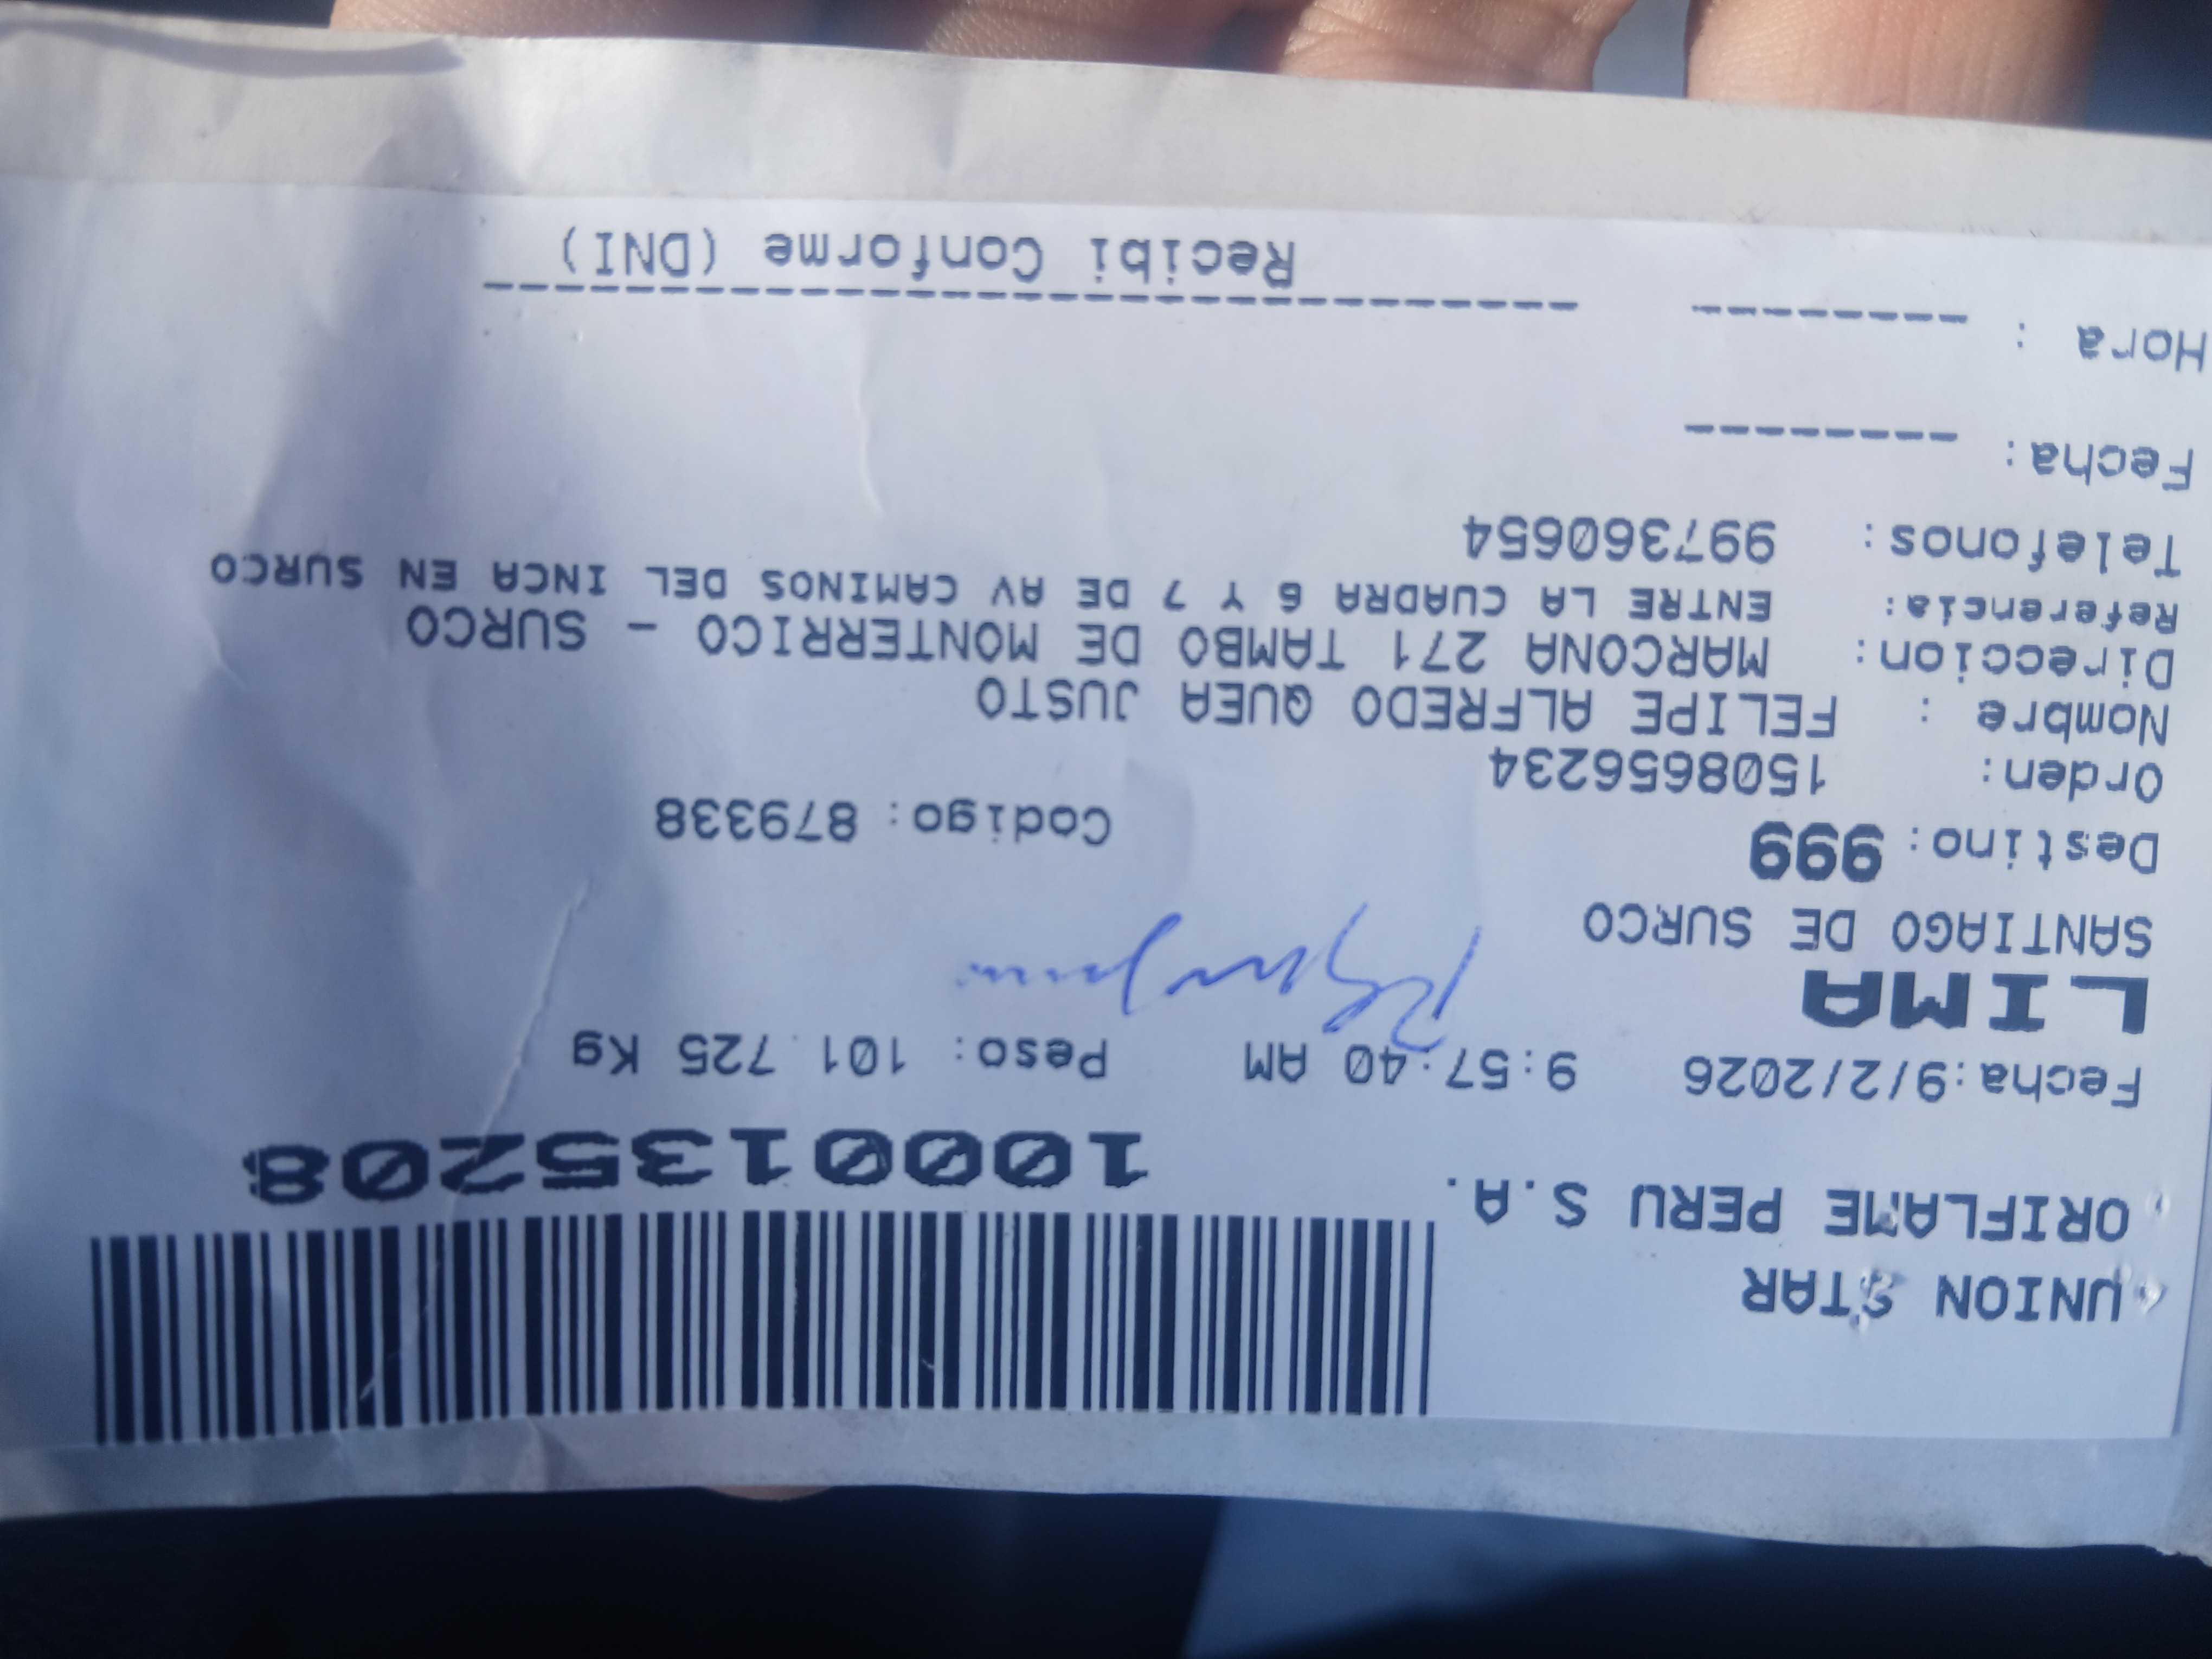 UNION STAR
ORIFLAME PERU S.A.
1000135208
Fecha:9/2/2026 9:57:40 AM Peso: 101.725 Kg
LIMA
SANTIAGO DE SURCO
Destino: 999 Codigo: 879338
Orden: 1508656234
Nombre : FELIPE ALFREDO QUEA JUSTO
Direccion: MARCONA 271 TAMBO DE MONTERRICO - SURCO
Referencia: ENTRE LA CUADRA 6 Y 7 DE AV CAMINOS DEL INCA EN SURCO
Telefonos: 997360654
Fecha: --------
Hora : --------
Recibi Conforme (DNI)